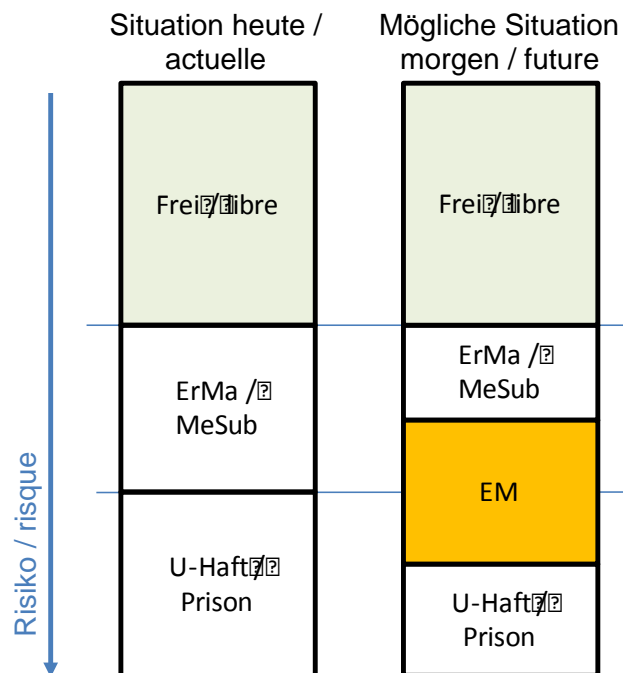 Situation heute /
actuelle
Mögliche Situation
morgen / future
Frei / libre
Frei / libre
ErMa /
MeSub
ErMa /
MeSub
EM
U-Haft /
Prison
U-Haft /
Prison
Risiko / risque